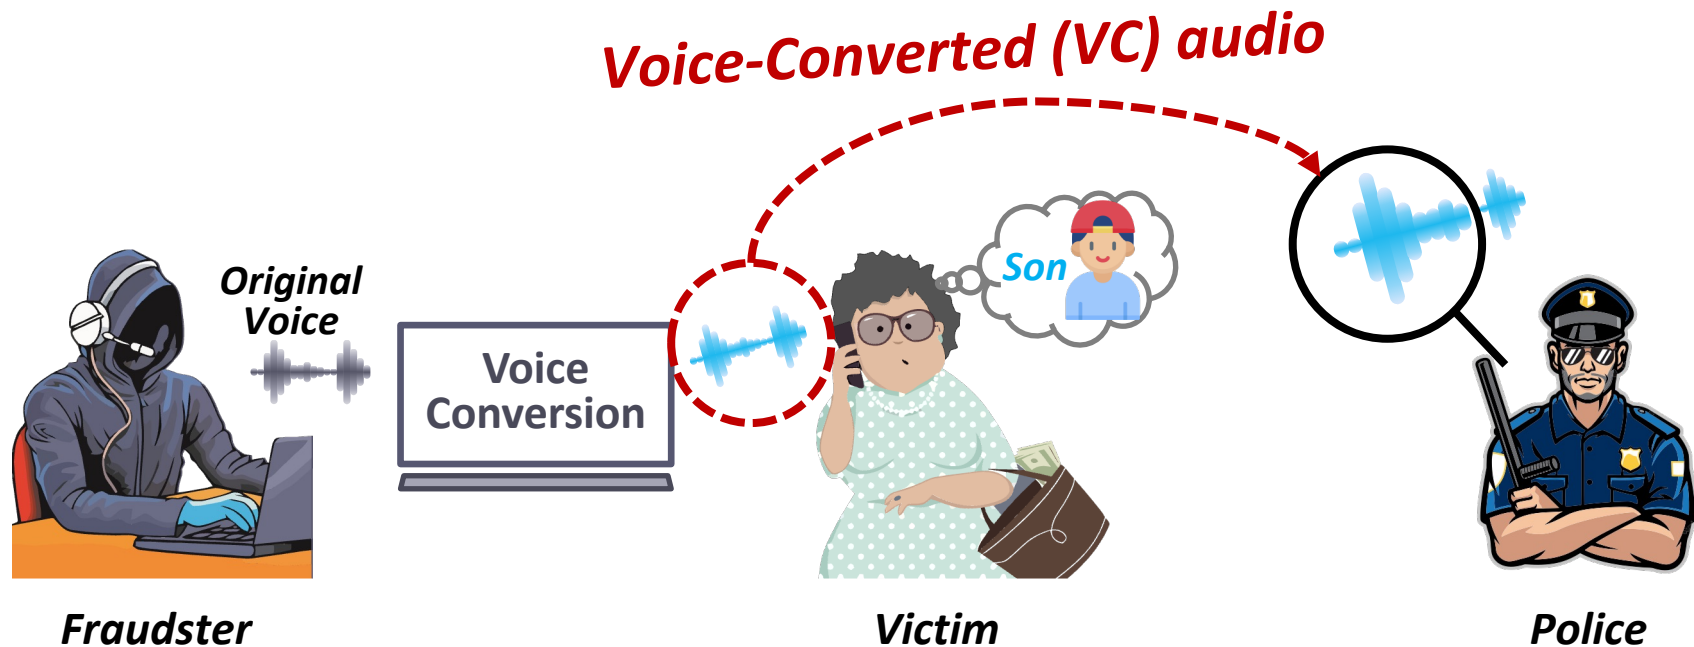 Voice-Converted (VC) audio
Original
Voice
Voice
Conversion
Son
Fraudster
Victim
Police